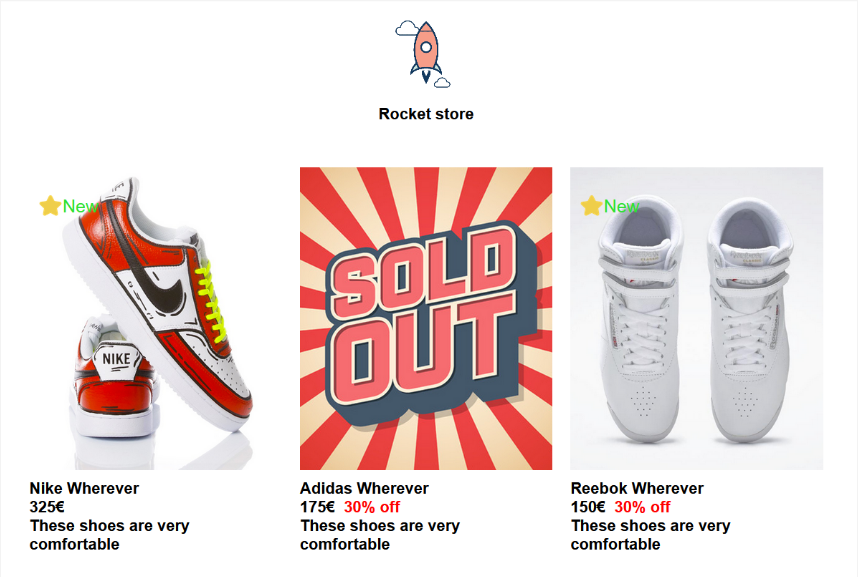 Rocket store
New
NIKE
SOLD
OUT
New
Nike Wherever
325€
These shoes are very
comfortable
Adidas Wherever
175€ 30% off
These shoes are very
comfortable
Reebok Wherever
150€ 30% off
These shoes are very
comfortable